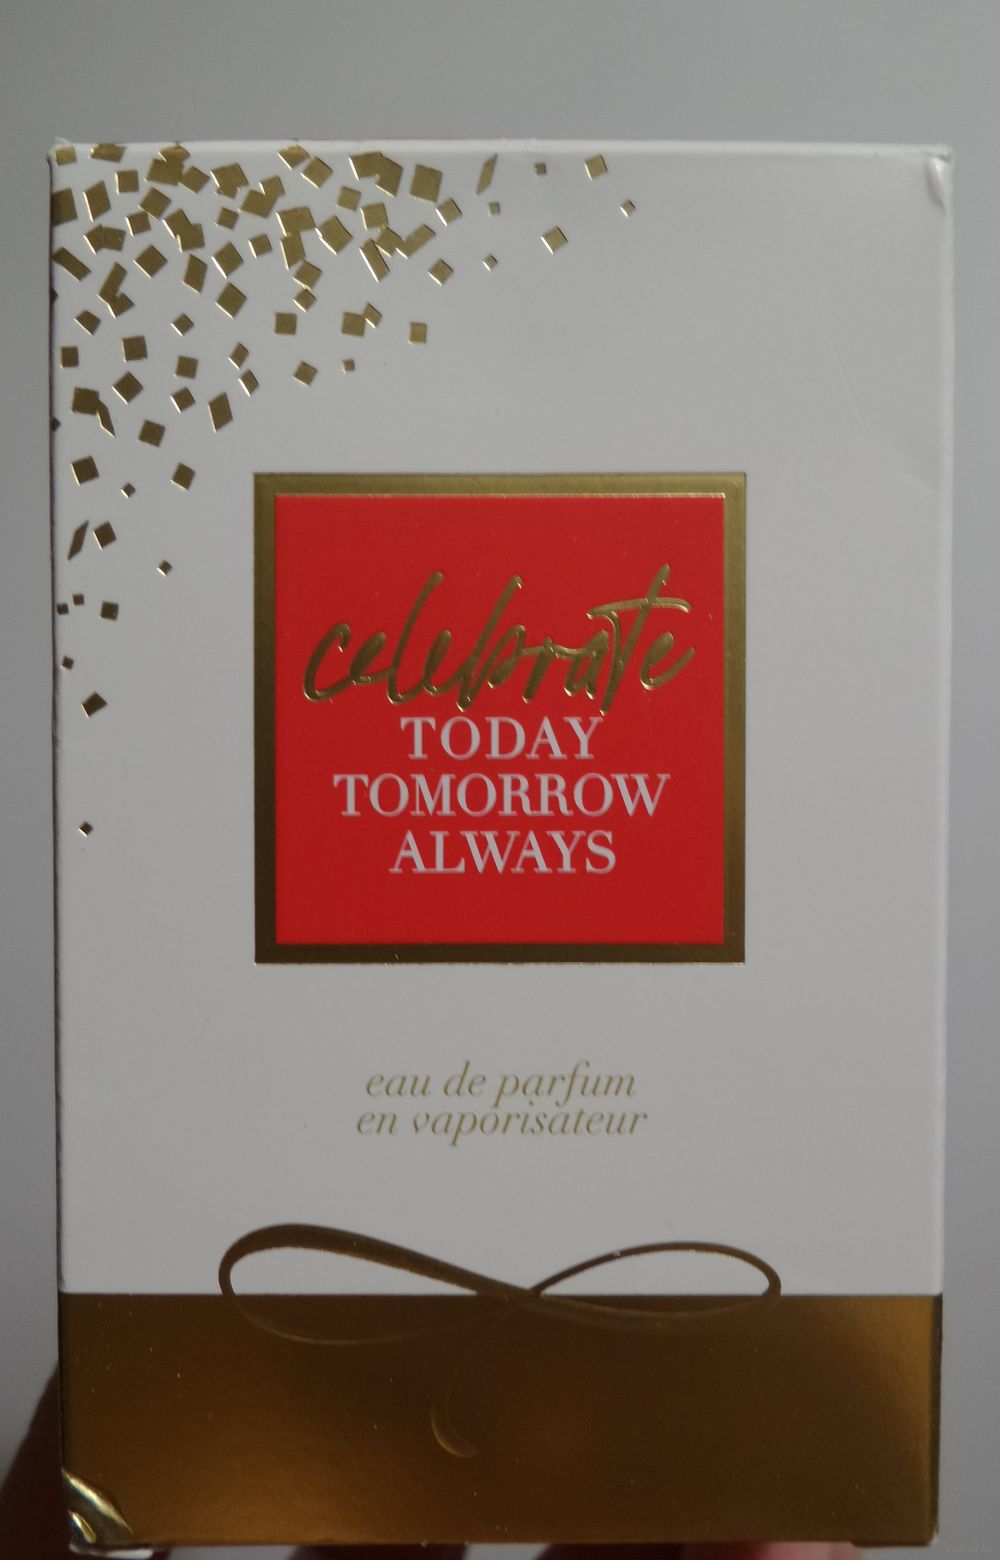 celebrate
TODAY
TOMORROW
ALWAYS
eau de parfum
en vaporisateur